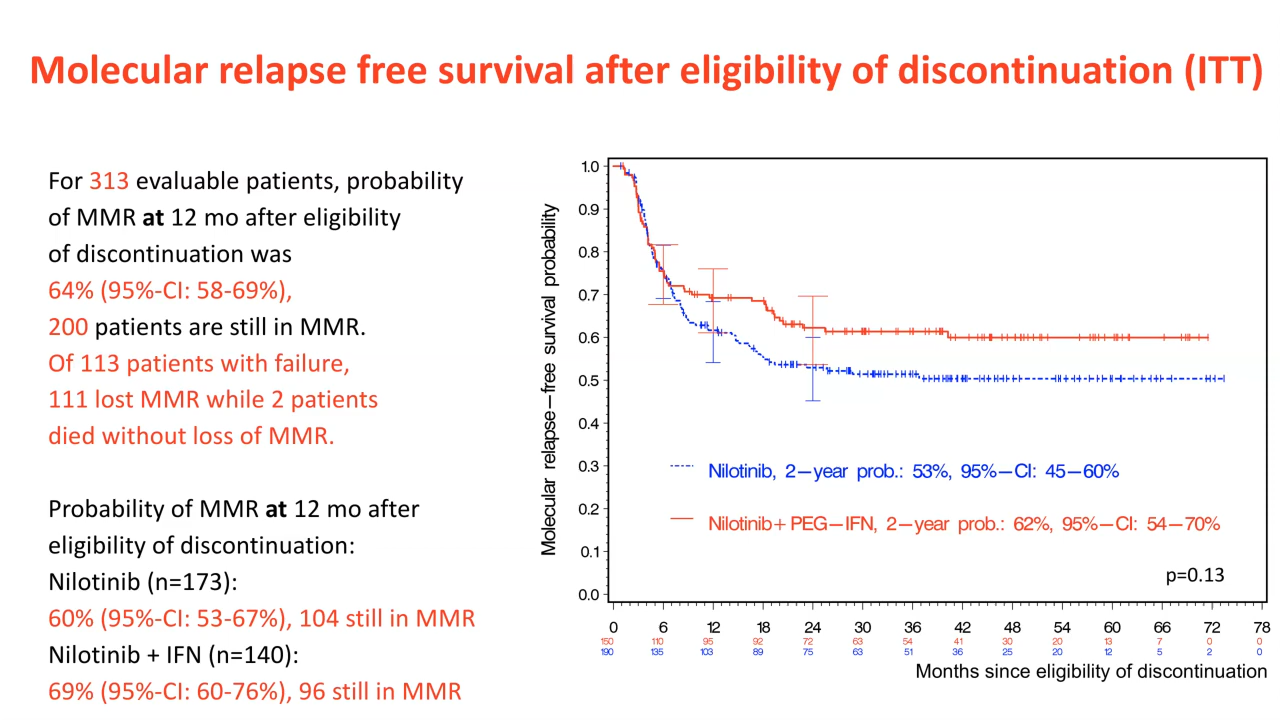 Molecular relapse free survival after eligibility of discontinuation (ITT)
For 313 evaluable patients, probability
of MMR at 12 mo after eligibility
of discontinuation was
64% (95%-CI: 58-69%),
200 patients are still in MMR.
Of 113 patients with failure,
111 lost MMR while 2 patients
died without loss of MMR.
Probability of MMR at 12 mo after
eligibility of discontinuation:
Nilotinib (n=173):
60% (95%-CI: 53-67%), 104 still in MMR
Nilotinib + IFN (n=140):
69% (95%-CI: 60-76%), 96 still in MMR
Molecular relapse−free survival probability
1.0
0.9
0.8
0.7
0.6
0.5
0.4
0.3
0.2
0.1
0.0
Nilotinib, 2−year prob.: 53%, 95%−CI: 45−60%
Nilotinib+ PEG−IFN, 2−year prob.: 62%, 95%−CI: 54−70%
p=0.13
0 6 12 18 24 30 36 42 48 54 60 66 72 78
150 110 95 92 72 63 54 41 30 20 13 7 0 0
190 135 103 89 75 63 51 36 25 20 12 5 2 0
Months since eligibility of discontinuation